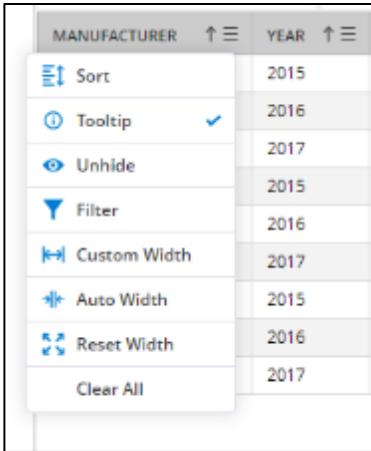 MANUFACTURER YEAR
Sort 2015
Tooltip 2016
Unhide 2017
2015
Filter 2016
Custom Width 2017
Auto Width 2015
Reset Width 2016
Clear All 2017